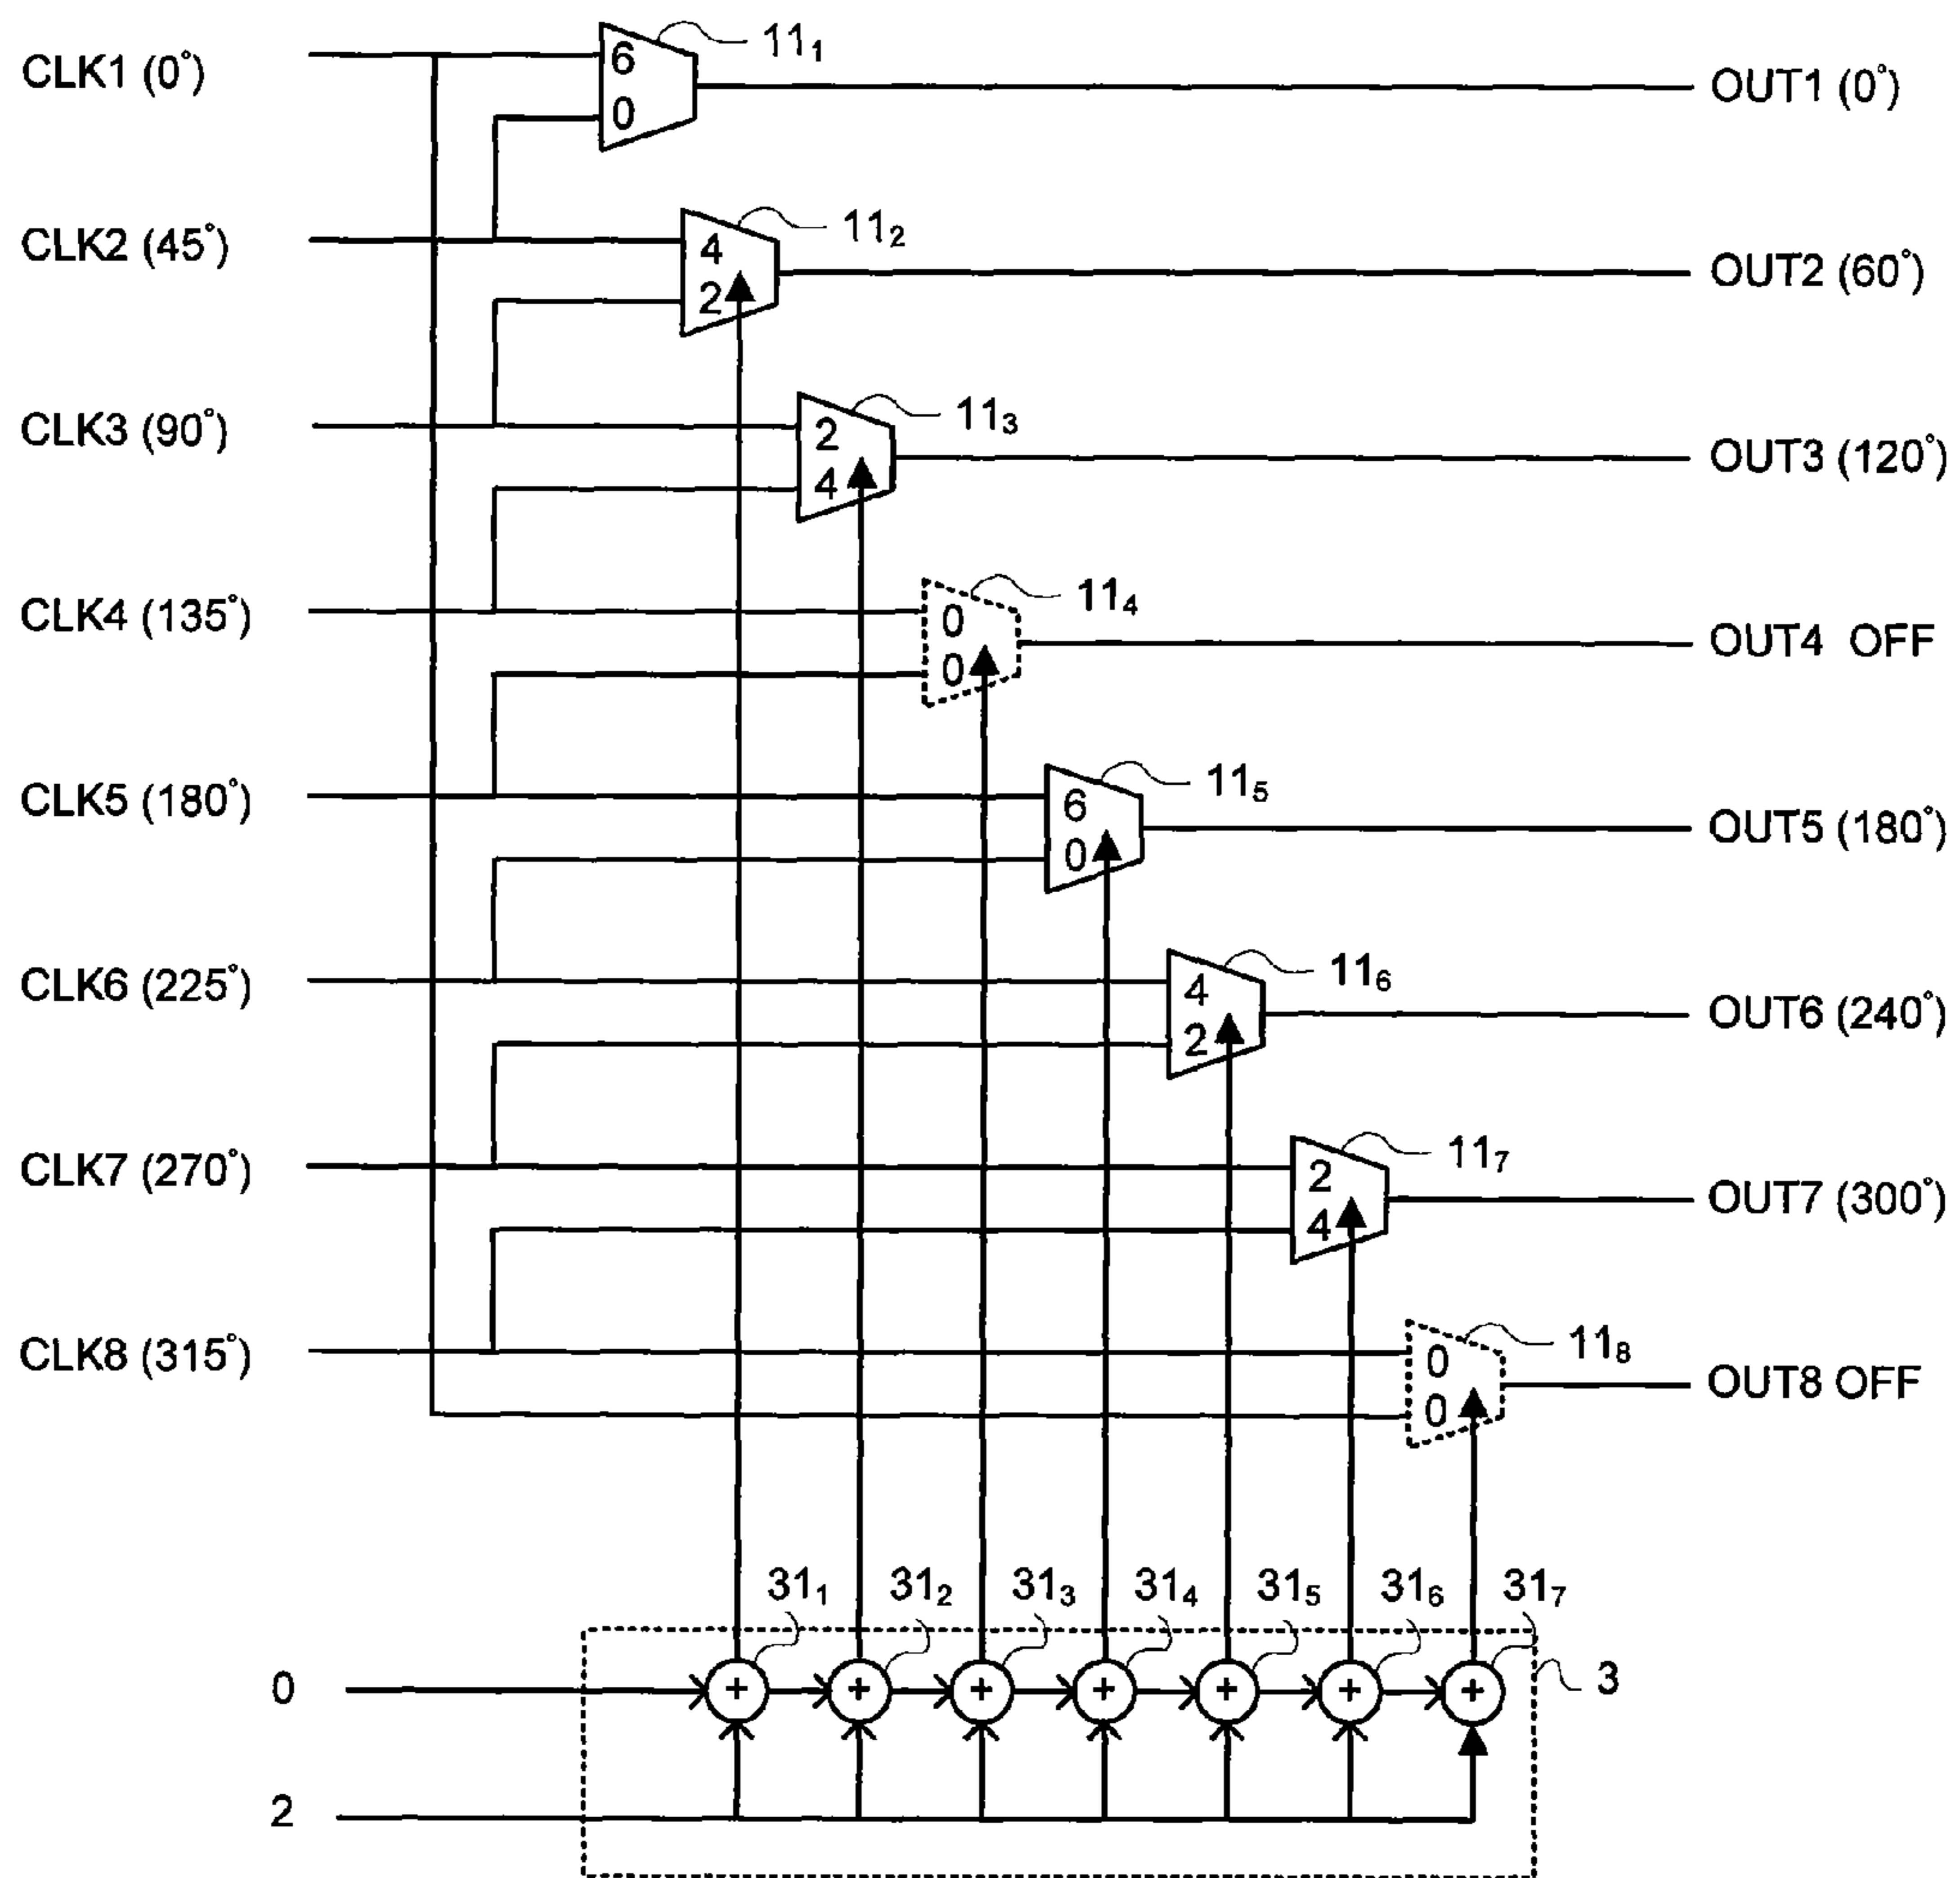 CLK1 (0°)
6
0
11₁
OUT1 (0°)
CLK2 (45°)
4
2
11₂
OUT2 (60°)
CLK3 (90°)
2
4
11₃
OUT3 (120°)
CLK4 (135°)
0
0
11₄
OUT4 OFF
CLK5 (180°)
6
0
11₅
OUT5 (180°)
CLK6 (225°)
4
2
11₆
OUT6 (240°)
CLK7 (270°)
2
4
11₇
OUT7 (300°)
CLK8 (315°)
0
0
11₈
OUT8 OFF
31₁ 31₂ 31₃ 31₄ 31₅ 31₆ 31₇
0 + + + + + + + 3
2